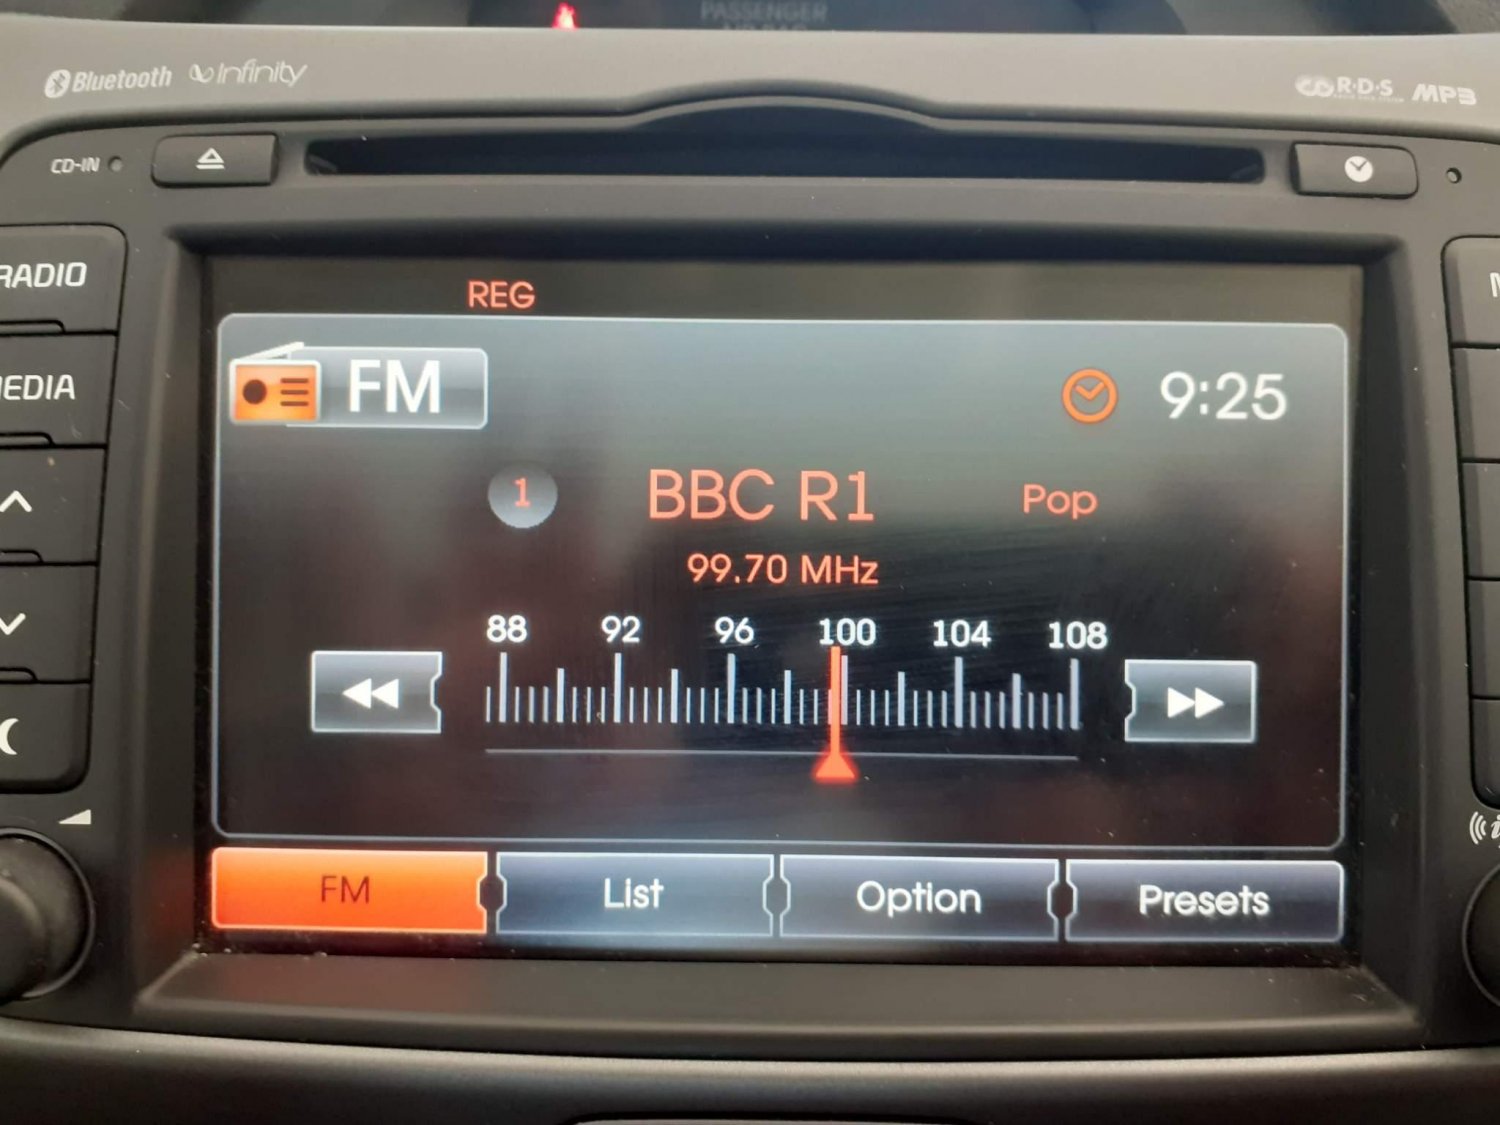 PASSENGER
Bluetooth Infinity
R·D·S MP3
CD-IN
RADIO
REG
FM
9:25
1 BBC R1 Pop
99.70 MHz
88 92 96 100 104 108
FM List Option Presets